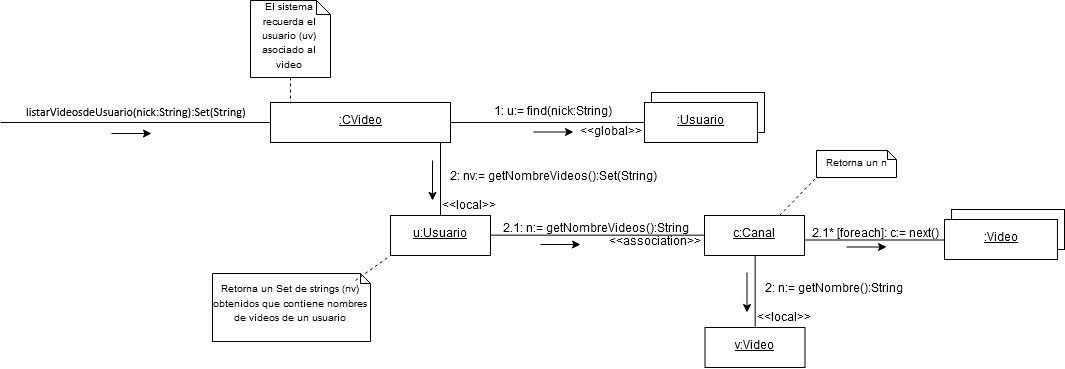 El sistema
recuerda el
usuario (uv)
asociado al
video
listarVideosdeUsuario(nick:String):Set(String)
:CVideo
1: u:= find(nick:String)
<<global>>
:Usuario
2: nv:= getNombreVideos():Set(String)
<<local>>
Retorna un n
u:Usuario
2.1: n:= getNombreVideos():String
<<association>>
c:Canal
2.1* [foreach]: c:= next()
:Video
Retorna un Set de strings (nv)
obtenidos que contiene nombres
de videos de un usuario
2: n:= getNombre():String
<<local>>
v:Video